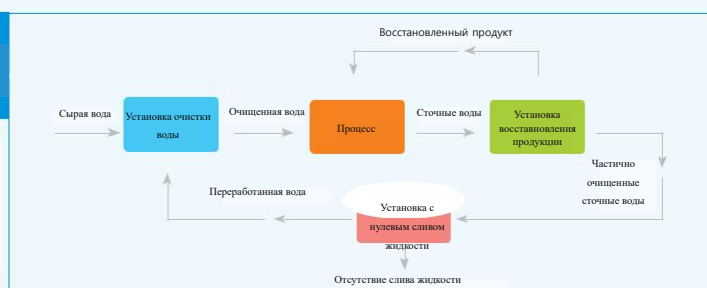 Восстановленный продукт
Сырая вода
Установка очистки
воды
Очищенная вода
Процесс
Сточные воды
Установка
восставновления
продукции
Частично
очищенные
сточные воды
Переработанная вода
Установка с
нулевым сливом
жидкости
Отсутствие слива жидкости